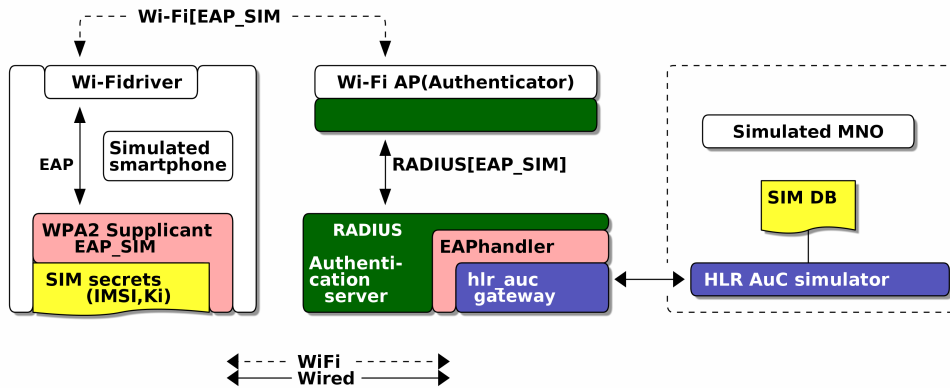 Wi-Fi[EAP_SIM
Wi-Fidriver
Wi-Fi AP(Authenticator)
Simulated MNO
Simulated
smartphone
EAP
RADIUS[EAP_SIM]
SIM DB
WPA2 Supplicant
EAP_SIM
SIM secrets
(IMSI,Ki)
RADIUS
Authenti-
cation
server
EAPhandler
hlr_auc
gateway
HLR AuC simulator
WiFi
Wired